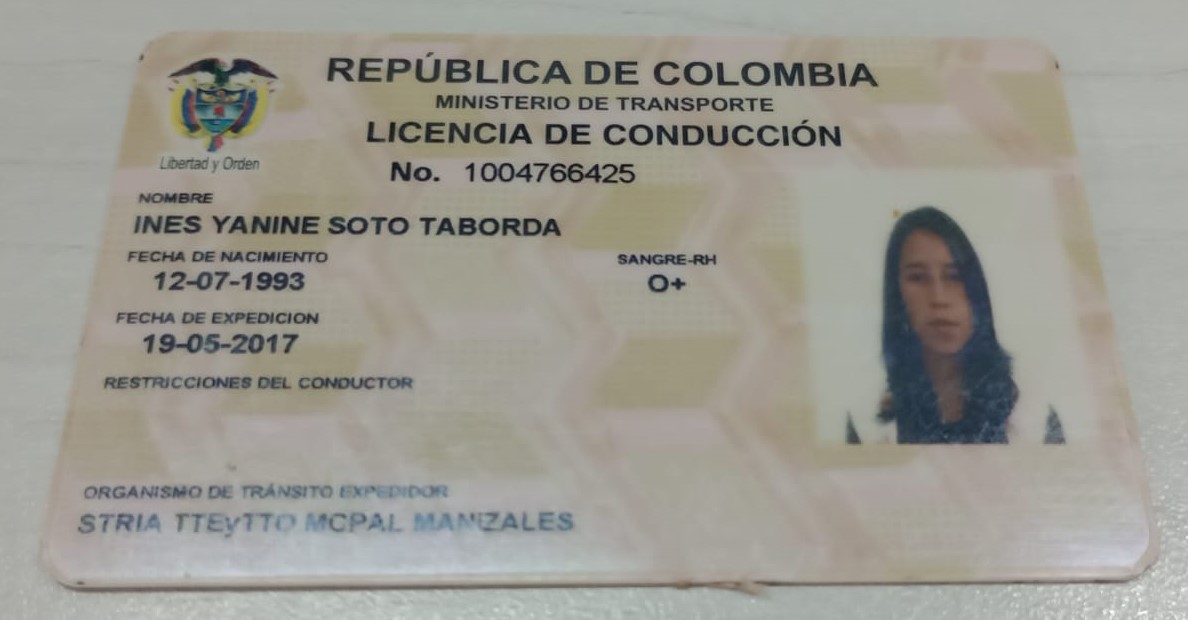 REPÚBLICA DE COLOMBIA
MINISTERIO DE TRANSPORTE
LICENCIA DE CONDUCCIÓN
Libertad y Orden
No. 1004766425
NOMBRE
INES YANINE SOTO TABORDA
FECHA DE NACIMIENTO
12-07-1993
SANGRE-RH
O+
FECHA DE EXPEDICION
19-05-2017
RESTRICCIONES DEL CONDUCTOR
ORGANISMO DE TRÁNSITO EXPEDIDOR
STRIA TTEyTTO MCPAL MANIZALES